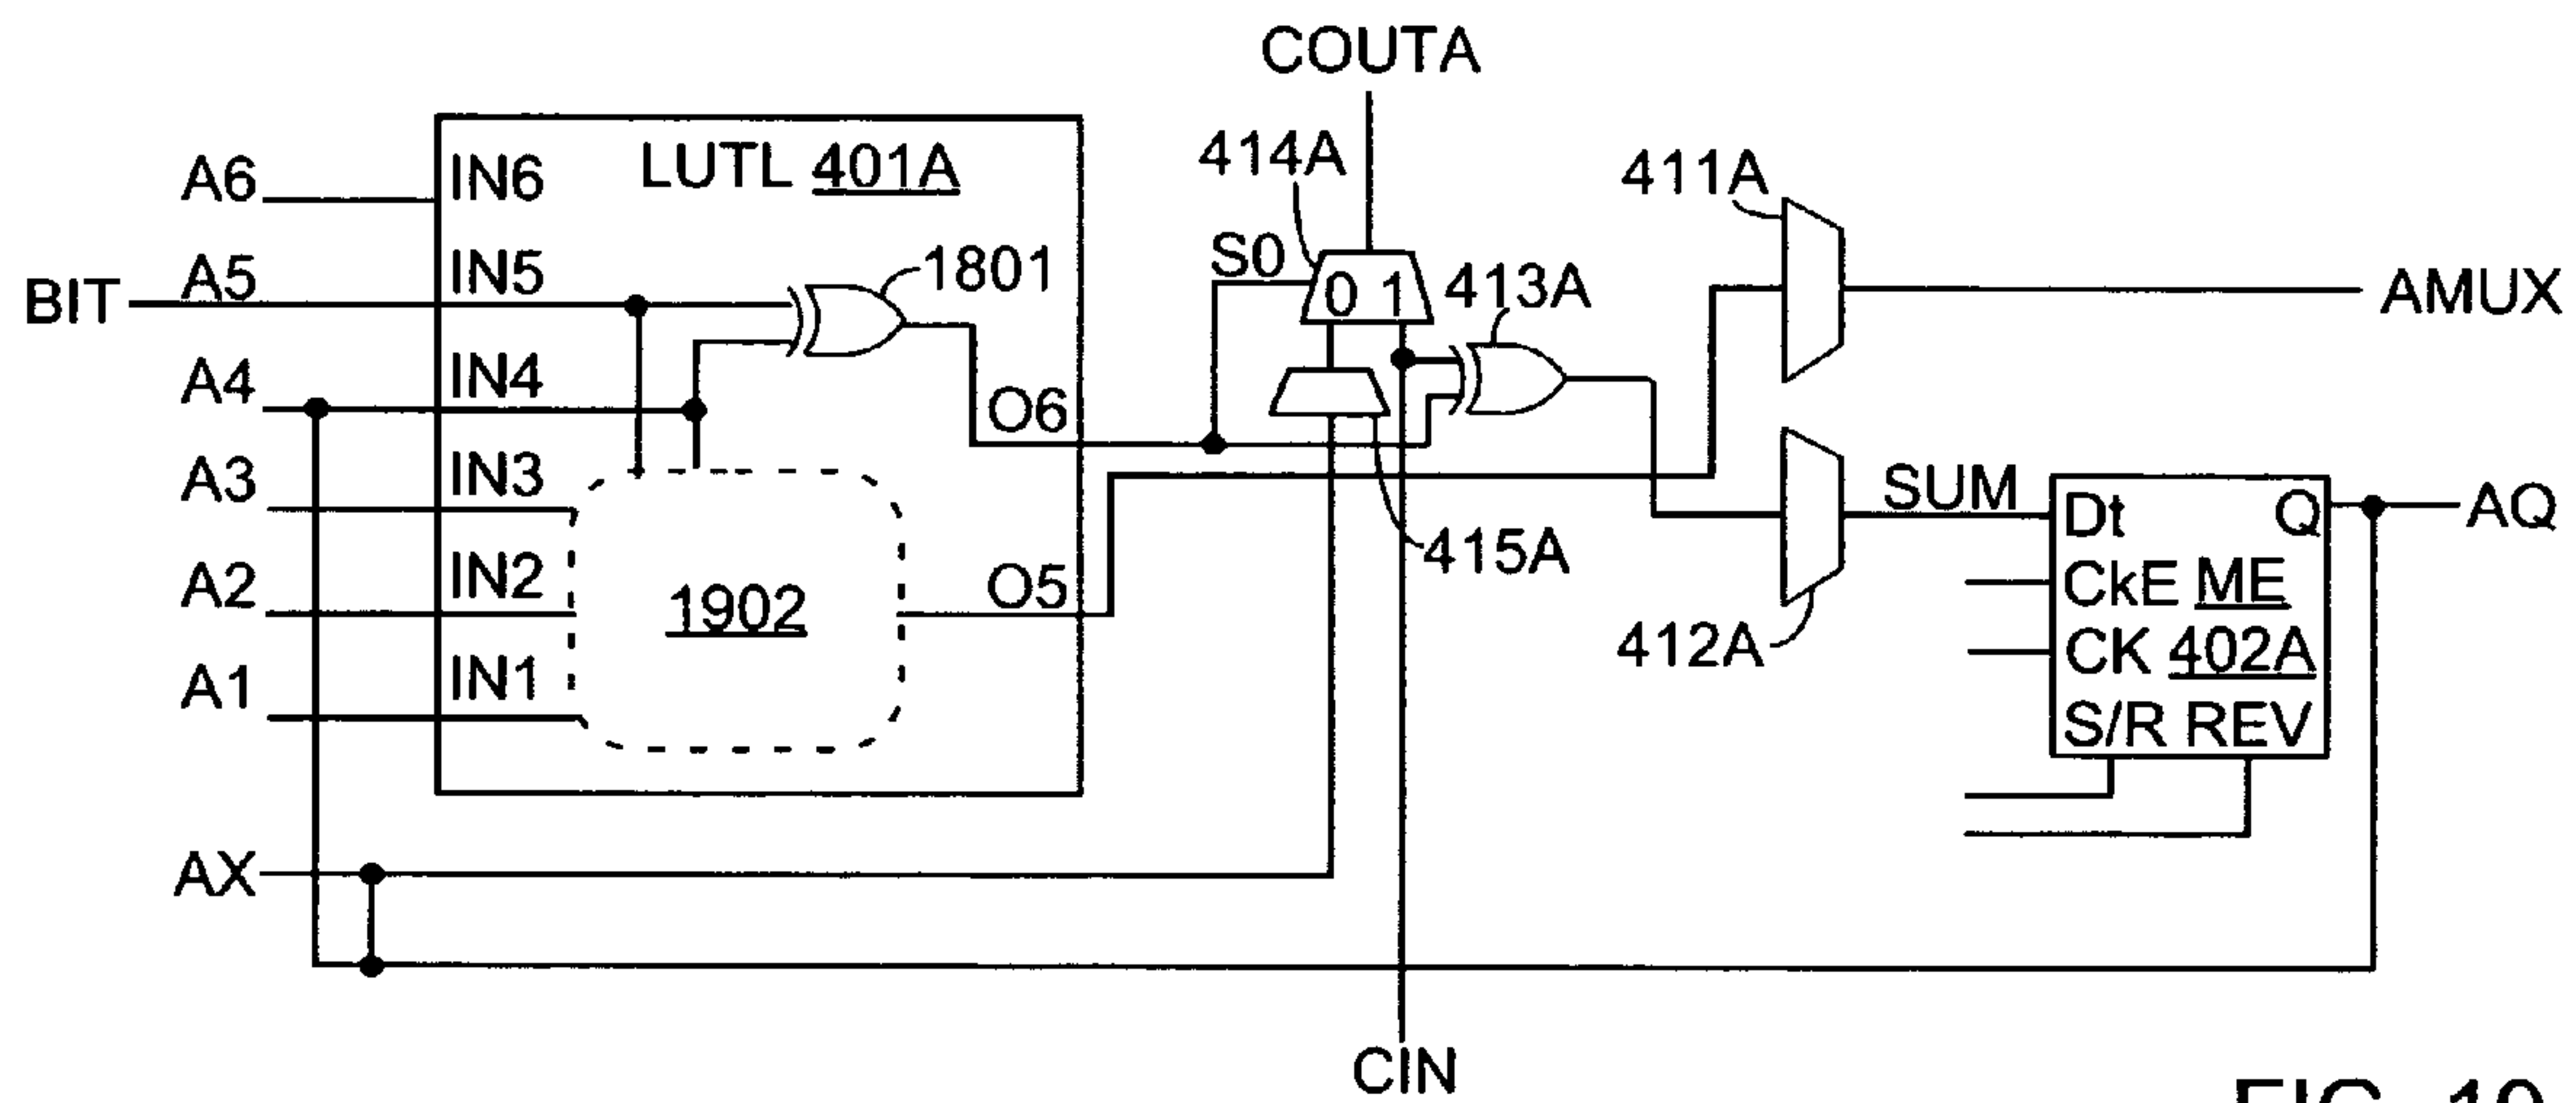 COUTA
414A
411A
A6
IN6
LUTL 401A
1801
S0
0 1
413A
BIT
A5
IN5
AMUX
A4
IN4
O6
A3
IN3
SUM
Dt
Q
AQ
415A
A2
IN2
1902
O5
CkE ME
412A
CK 402A
A1
IN1
S/R REV
AX
CIN
FIG. 19